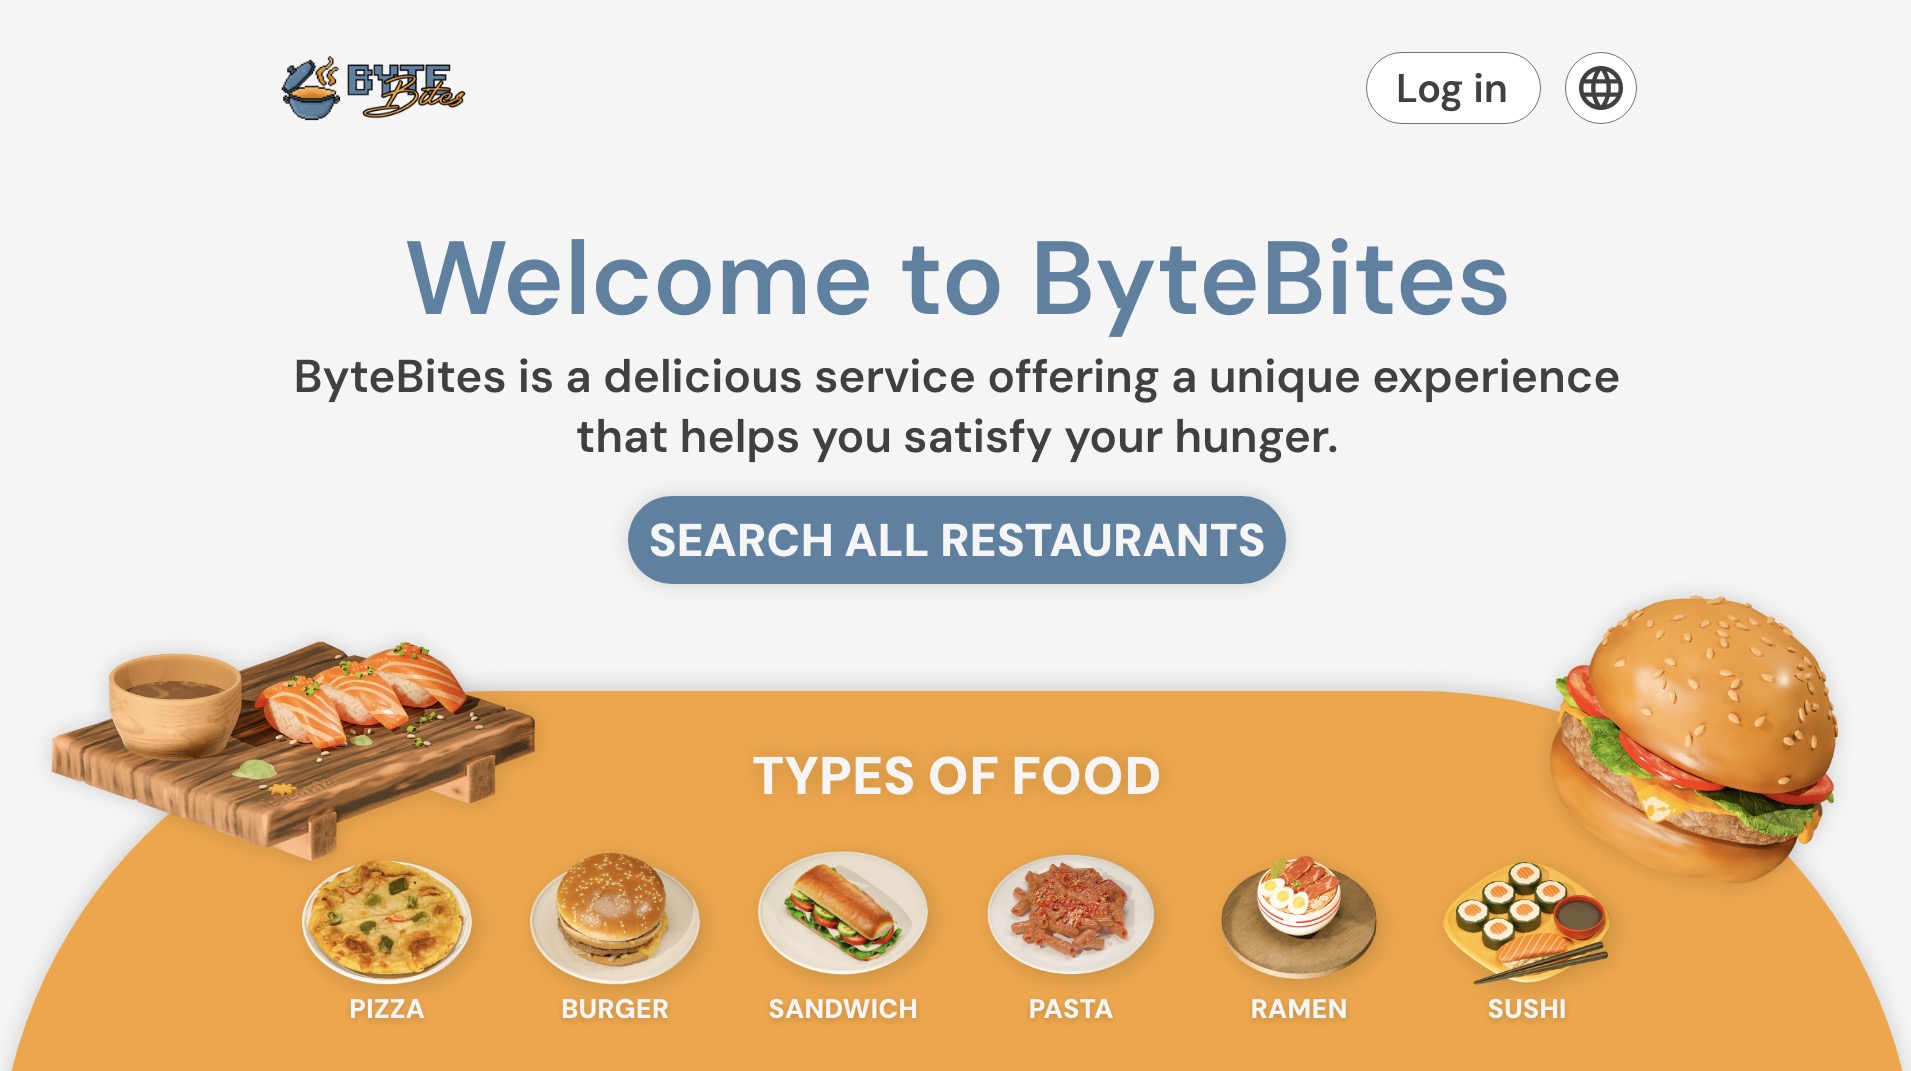 BYTE
Bites
Log in
Welcome to ByteBites
ByteBites is a delicious service offering a unique experience
that helps you satisfy your hunger.
SEARCH ALL RESTAURANTS
TYPES OF FOOD
PIZZA
BURGER
SANDWICH
PASTA
RAMEN
SUSHI